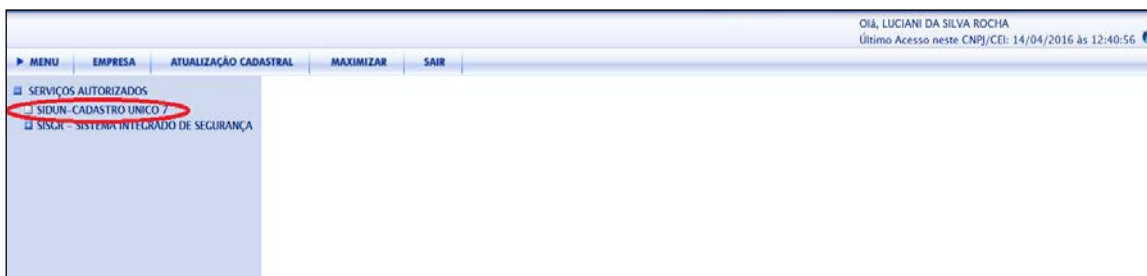 Olá, LUCIANI DA SILVA ROCHA
Último Acesso neste CNPJ/CEI: 14/04/2016 às 12:40:56
MENU EMPRESA ATUALIZAÇÃO CADASTRAL MAXIMIZAR SAIR
SERVIÇOS AUTORIZADOS
SIDUN-CADASTRO UNICO 7
SISGR - SISTEMA INTEGRADO DE SEGURANÇA